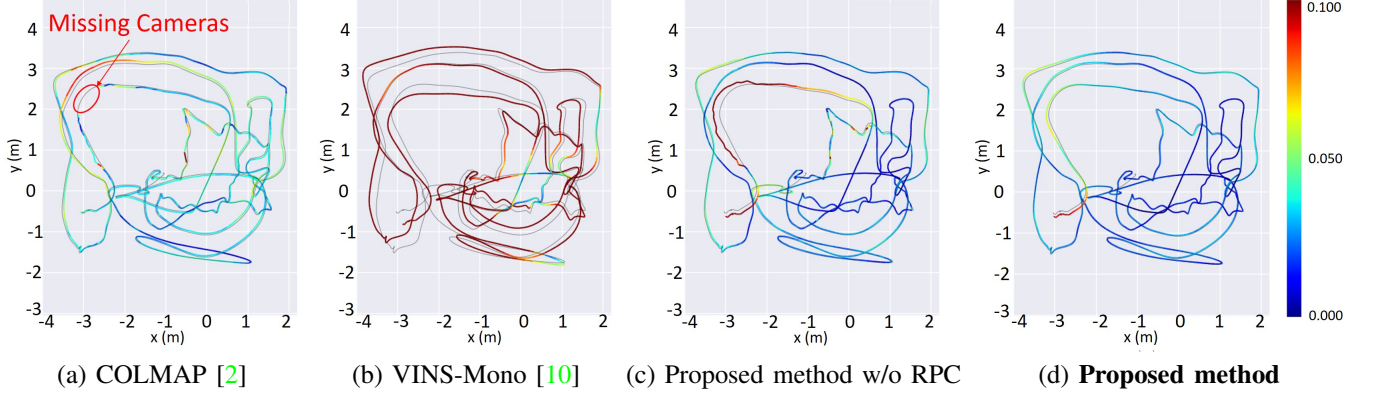 Missing Cameras
4
3
2
1
0
-1
-2
-3
y (m)
-4 -3 -2 -1 0 1 2
x (m)
(a) COLMAP [2]
4
3
2
1
0
-1
-2
-3
y (m)
-4 -3 -2 -1 0 1 2
x (m)
(b) VINS-Mono [10]
4
3
2
1
0
-1
-2
-3
y (m)
-4 -3 -2 -1 0 1 2
x (m)
(c) Proposed method w/o RPC
4
3
2
1
0
-1
-2
-3
y (m)
-4 -3 -2 -1 0 1 2
x (m)
(d) Proposed method
0.100
0.050
0.000